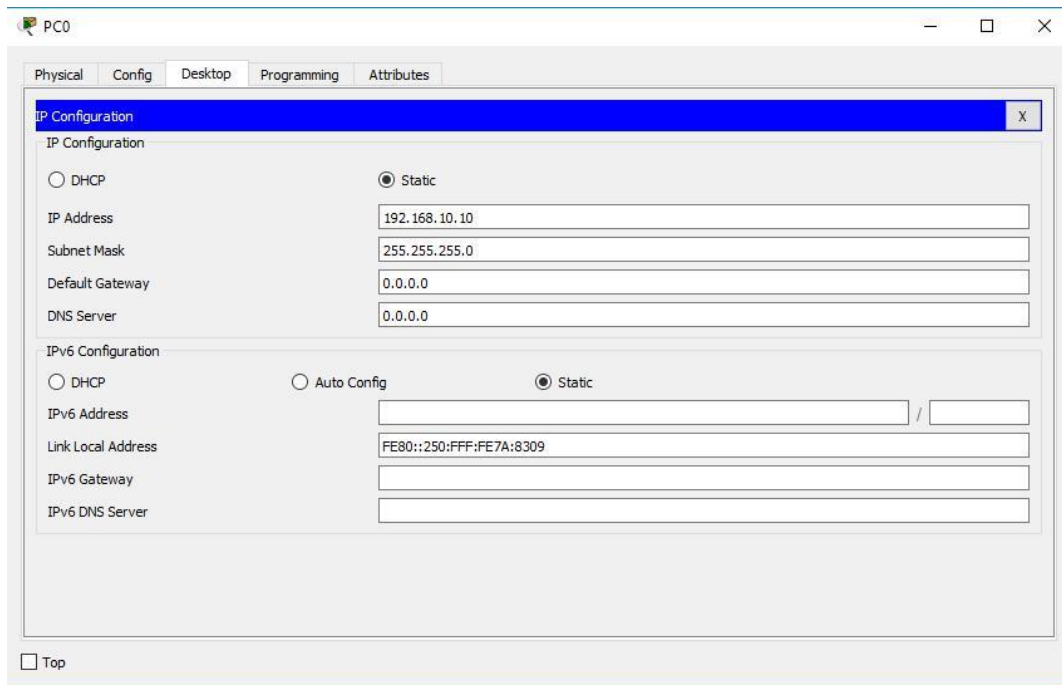 PC0
Physical Config Desktop Programming Attributes
IP Configuration X
IP Configuration
DHCP Static
IP Address 192.168.10.10
Subnet Mask 255.255.255.0
Default Gateway 0.0.0.0
DNS Server 0.0.0.0
IPv6 Configuration
DHCP Auto Config Static
IPv6 Address /
Link Local Address FE80::250:FFF:FE7A:8309
IPv6 Gateway
IPv6 DNS Server
Top